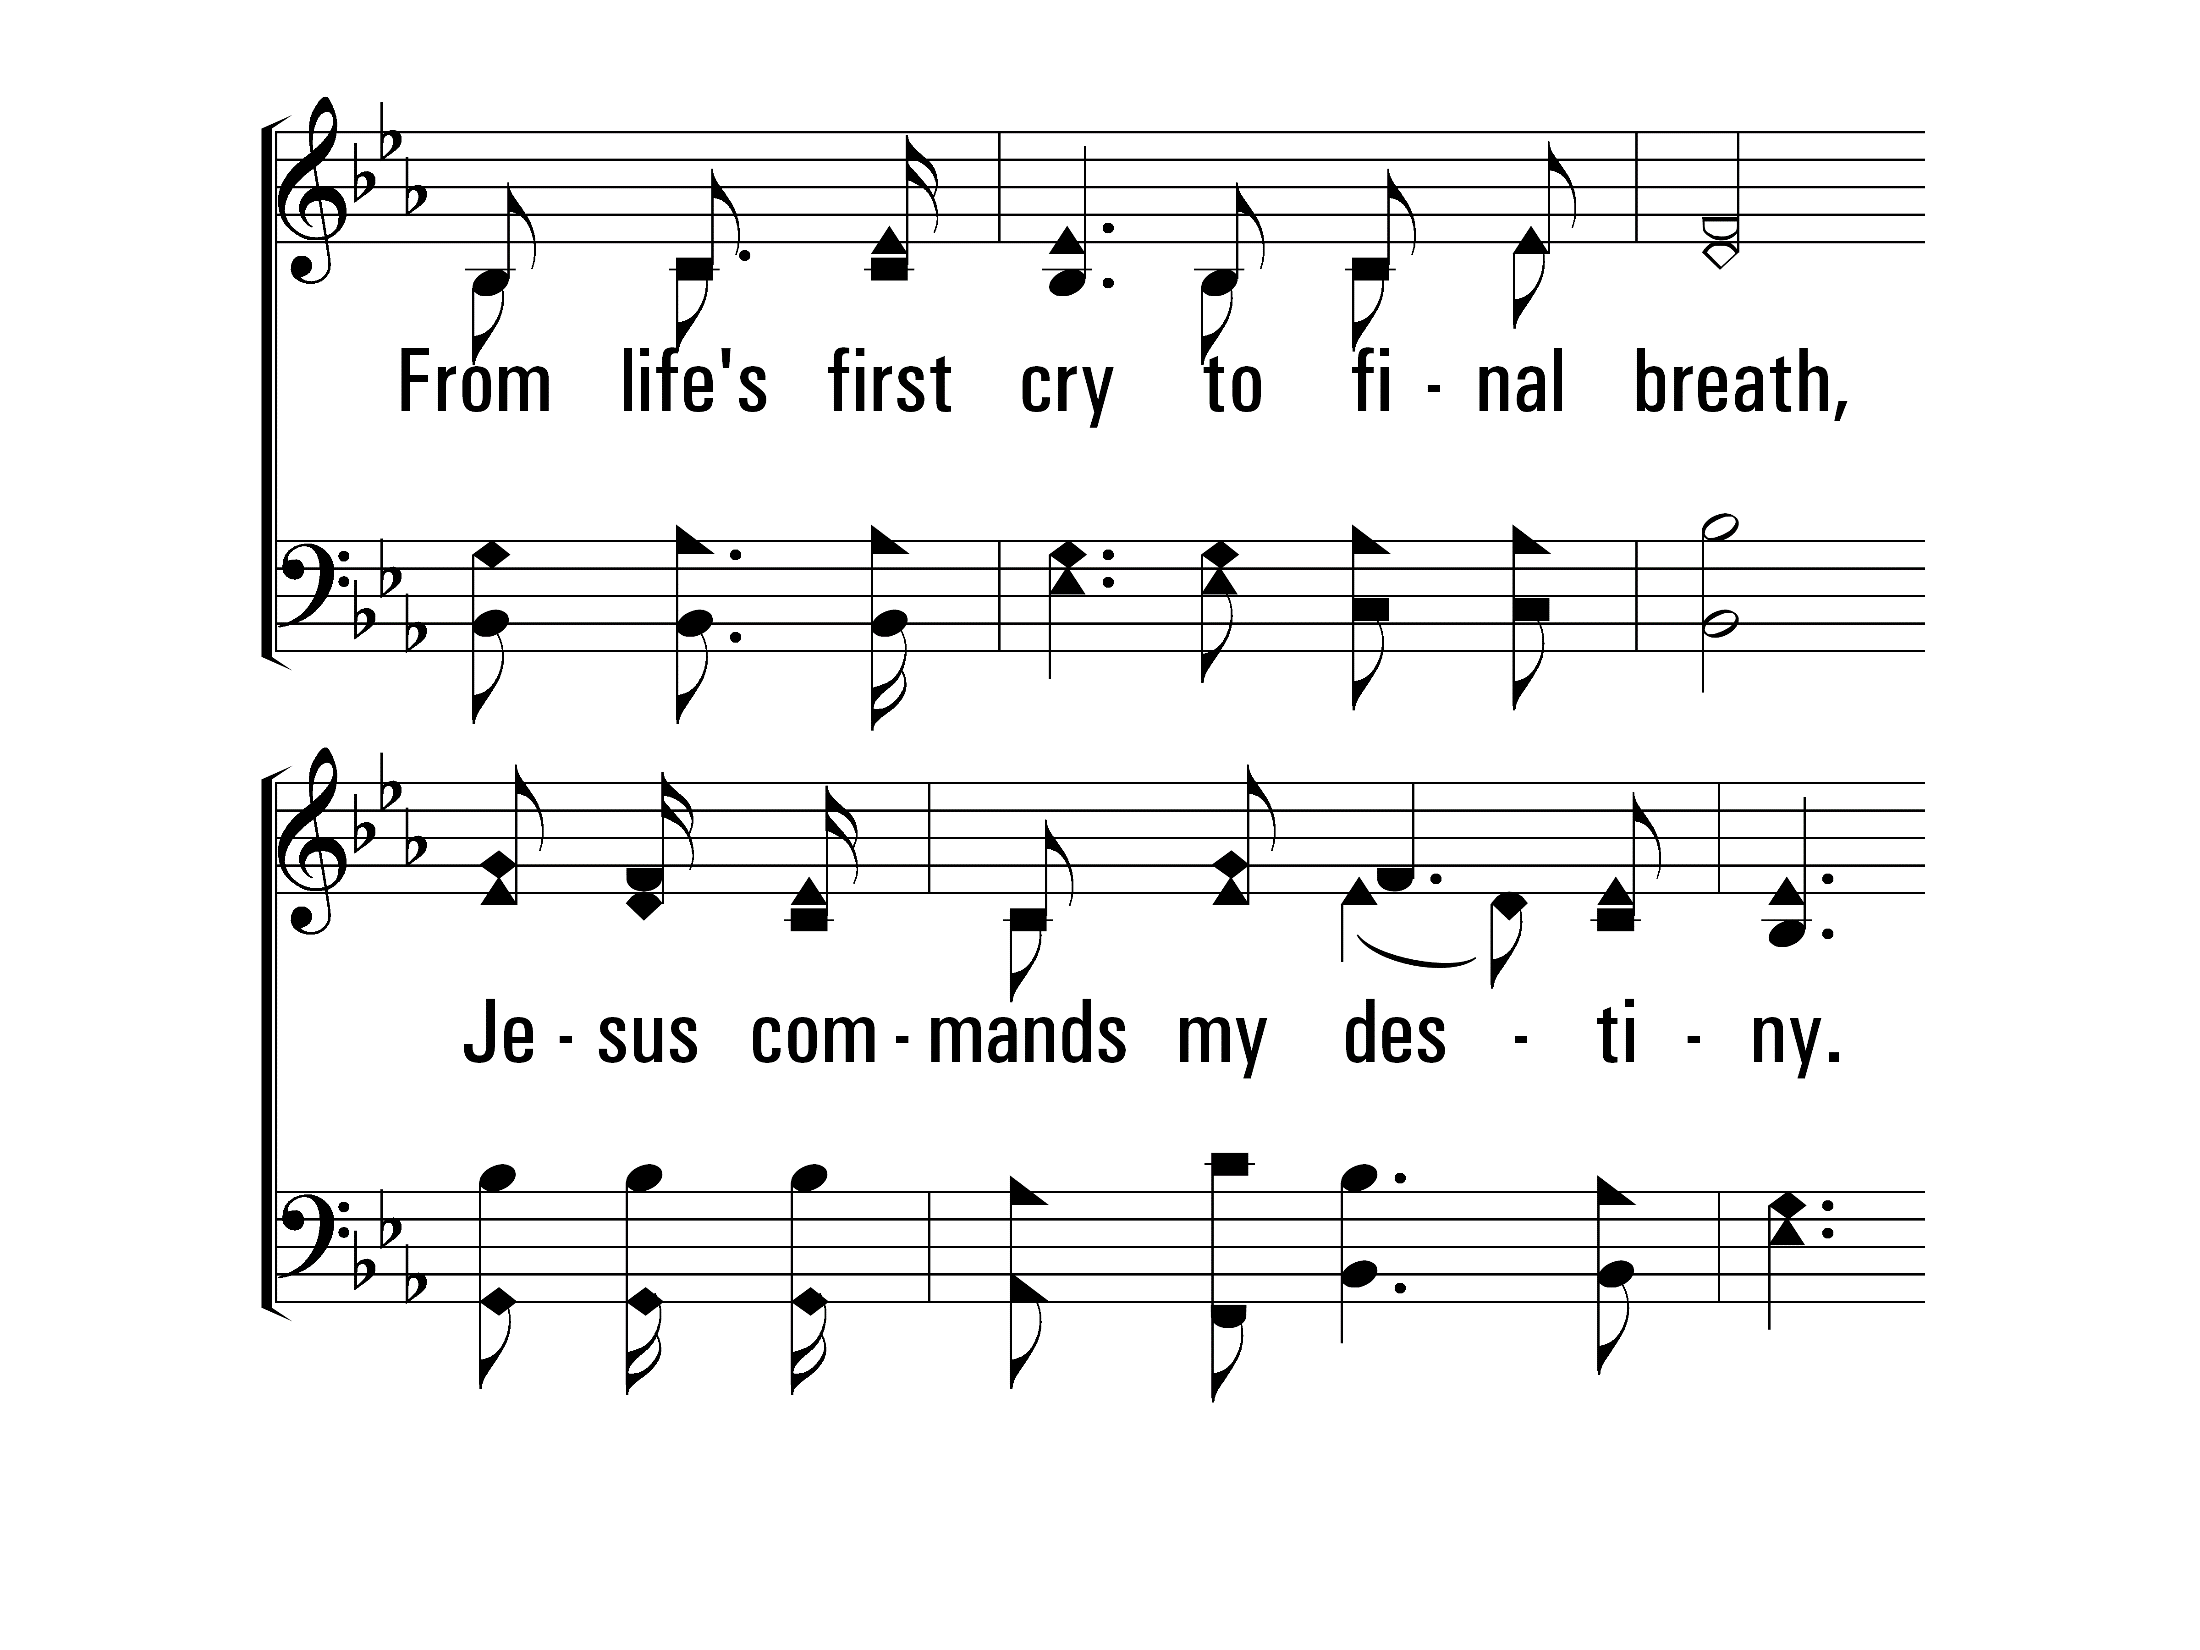 From life's first cry to fi - nal breath,
Je - sus com - mands my des - ti - ny.